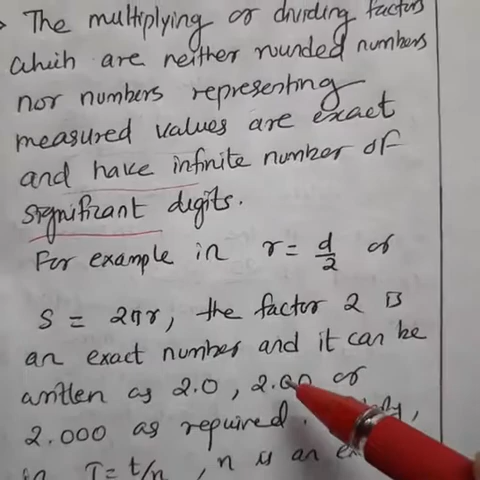 The multiplying or dividing factors
which are neither rounded numbers
nor numbers representing
measured values are exact
and have infinite number of
significant digits.
For example in r = d/2 or
S = 2πr, the factor 2 is
an exact number and it can be
written as 2.0, 2.00 or
2.000 as required.
in T = t/n, n is an